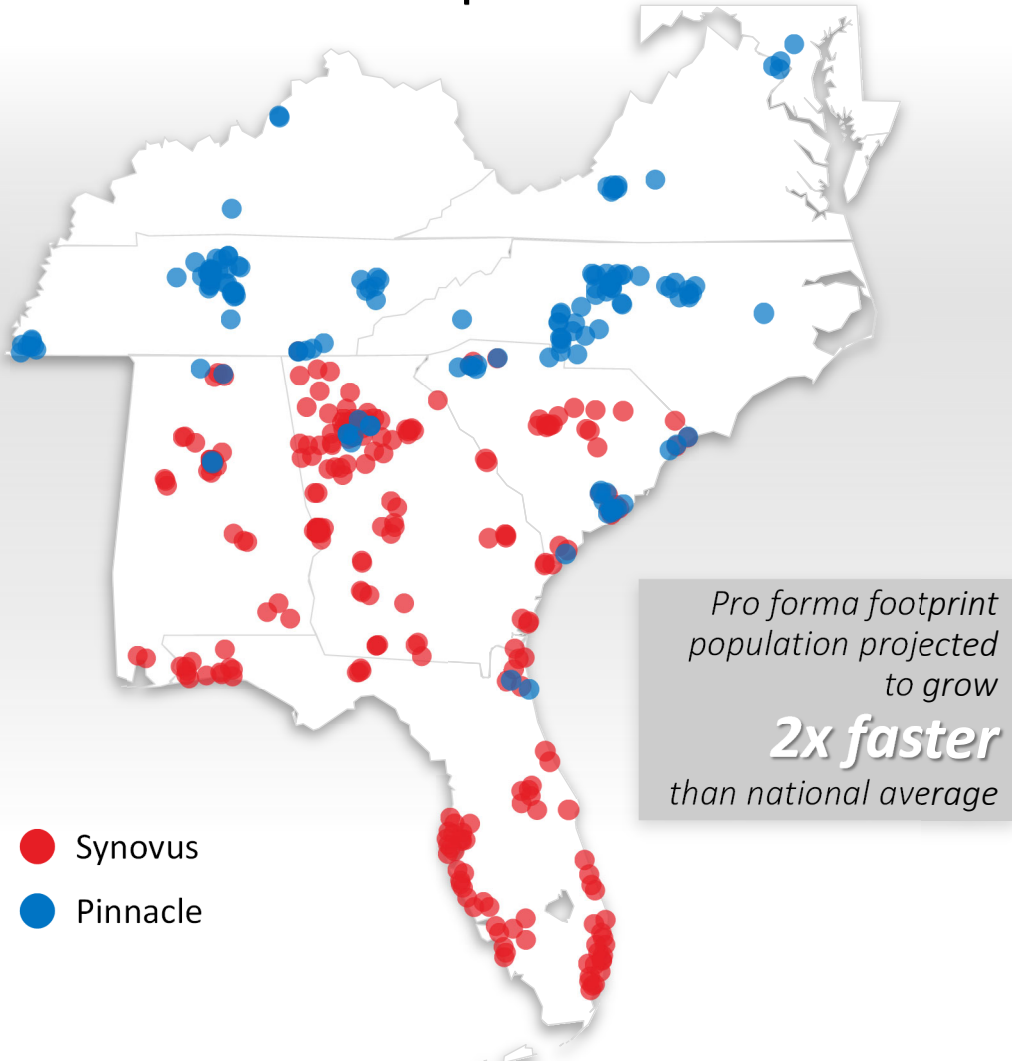 Pro forma footprint
population projected
to grow
2x faster
than national average
Synovus
Pinnacle